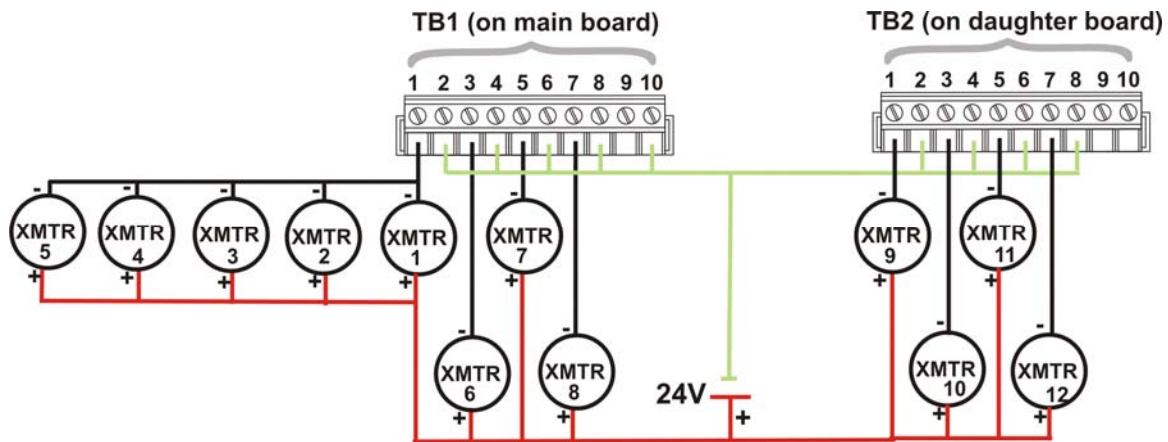 TB1 (on main board)
TB2 (on daughter board)
1 2 3 4 5 6 7 8 9 10
1 2 3 4 5 6 7 8 9 10
- - - - - - -
XMTR 5
XMTR 4
XMTR 3
XMTR 2
XMTR 1
XMTR 7
XMTR 9
XMTR 11
+ + + + + + + +
- - - -
XMTR 6
XMTR 8
24V
XMTR 10
XMTR 12
+ + + + +